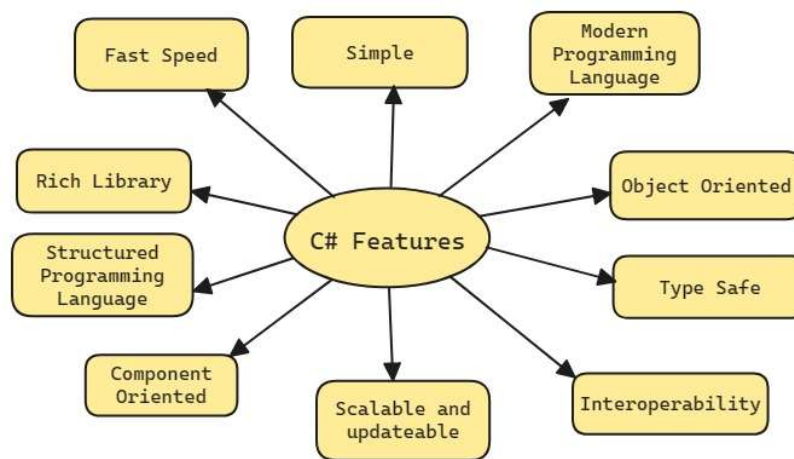 Fast Speed
Simple
Modern
Programming
Language
Rich Library
Object Oriented
C# Features
Structured
Programming
Language
Type Safe
Component
Oriented
Scalable and
updateable
Interoperability